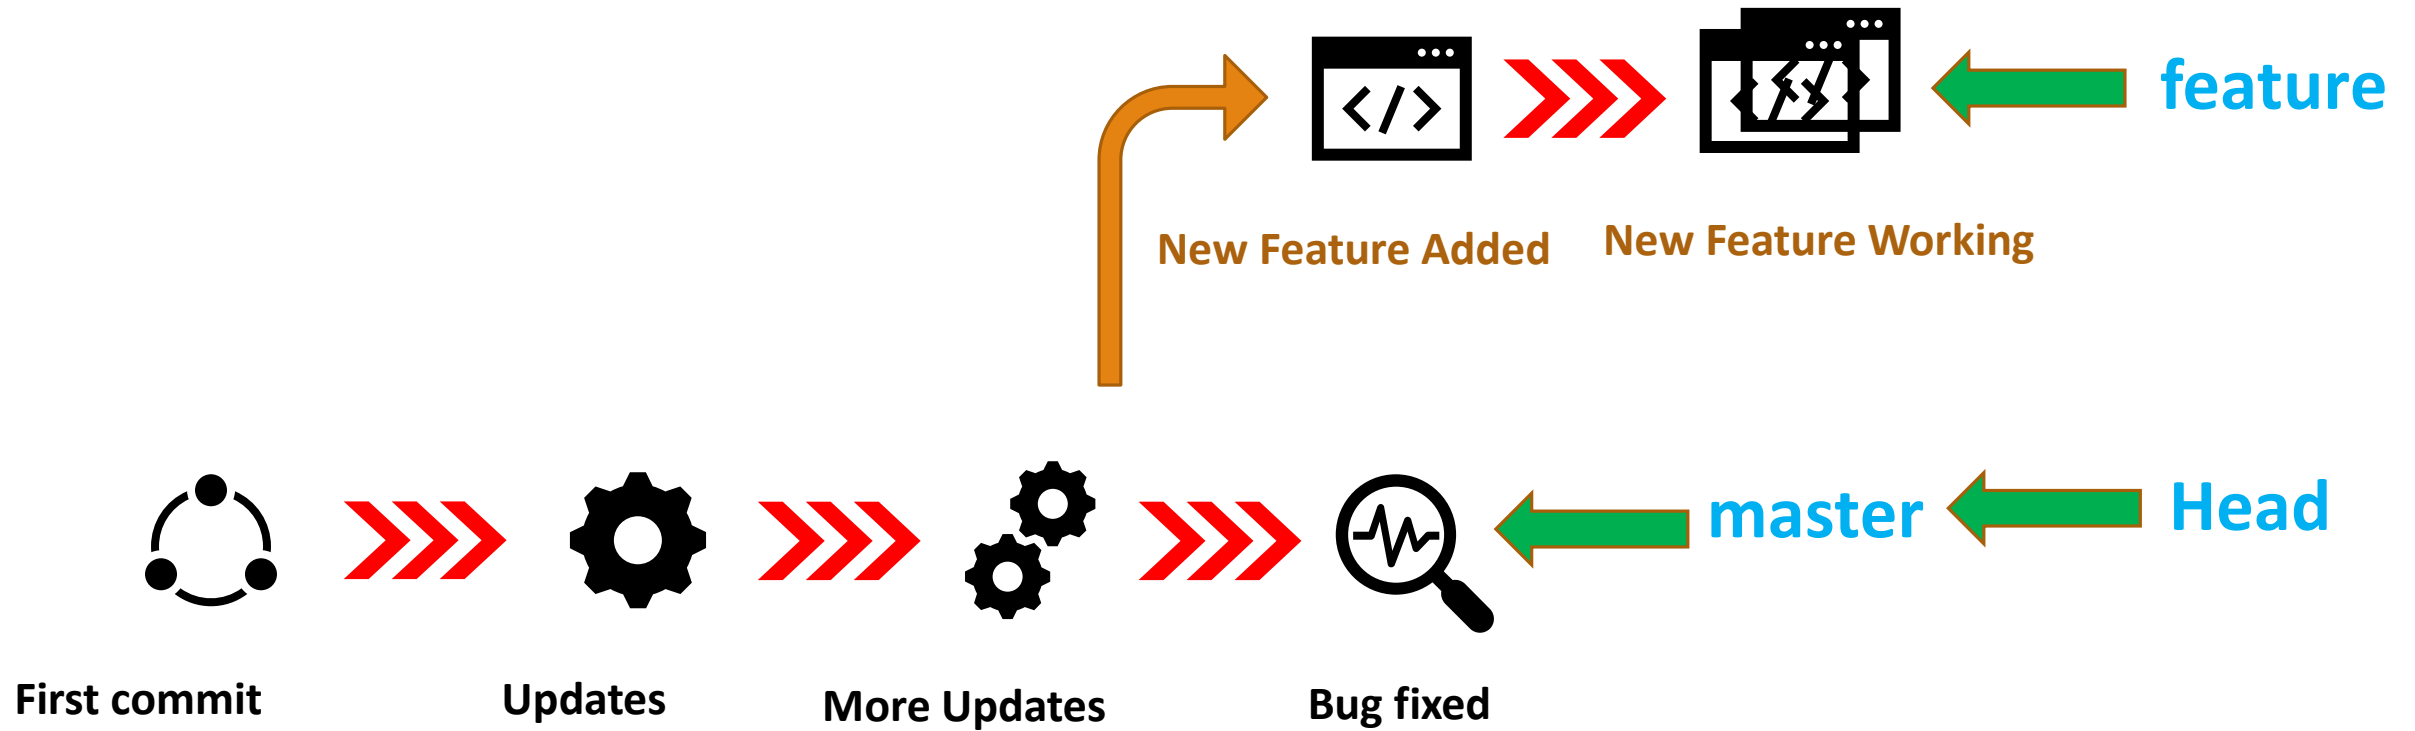 feature
New Feature Added
New Feature Working
master
Head
First commit
Updates
More Updates
Bug fixed